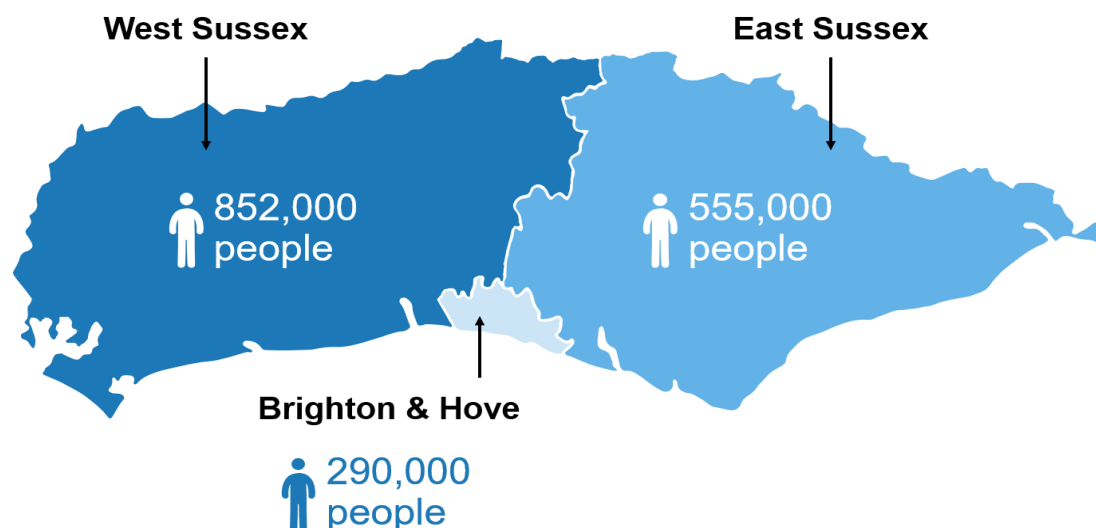 West Sussex
East Sussex
852,000
people
555,000
people
Brighton & Hove
290,000
people